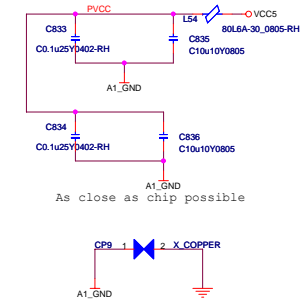 PVCC
L54
VCC5
C833
C835
80L6A-30_0805-RH
C0.1u25Y0402-RH
C10u10Y0805
A1_GND
C834
C836
C0.1u25Y0402-RH
C10u10Y0805
A1_GND
As close as chip possible
CP9 1 2 X_COPPER
A1_GND